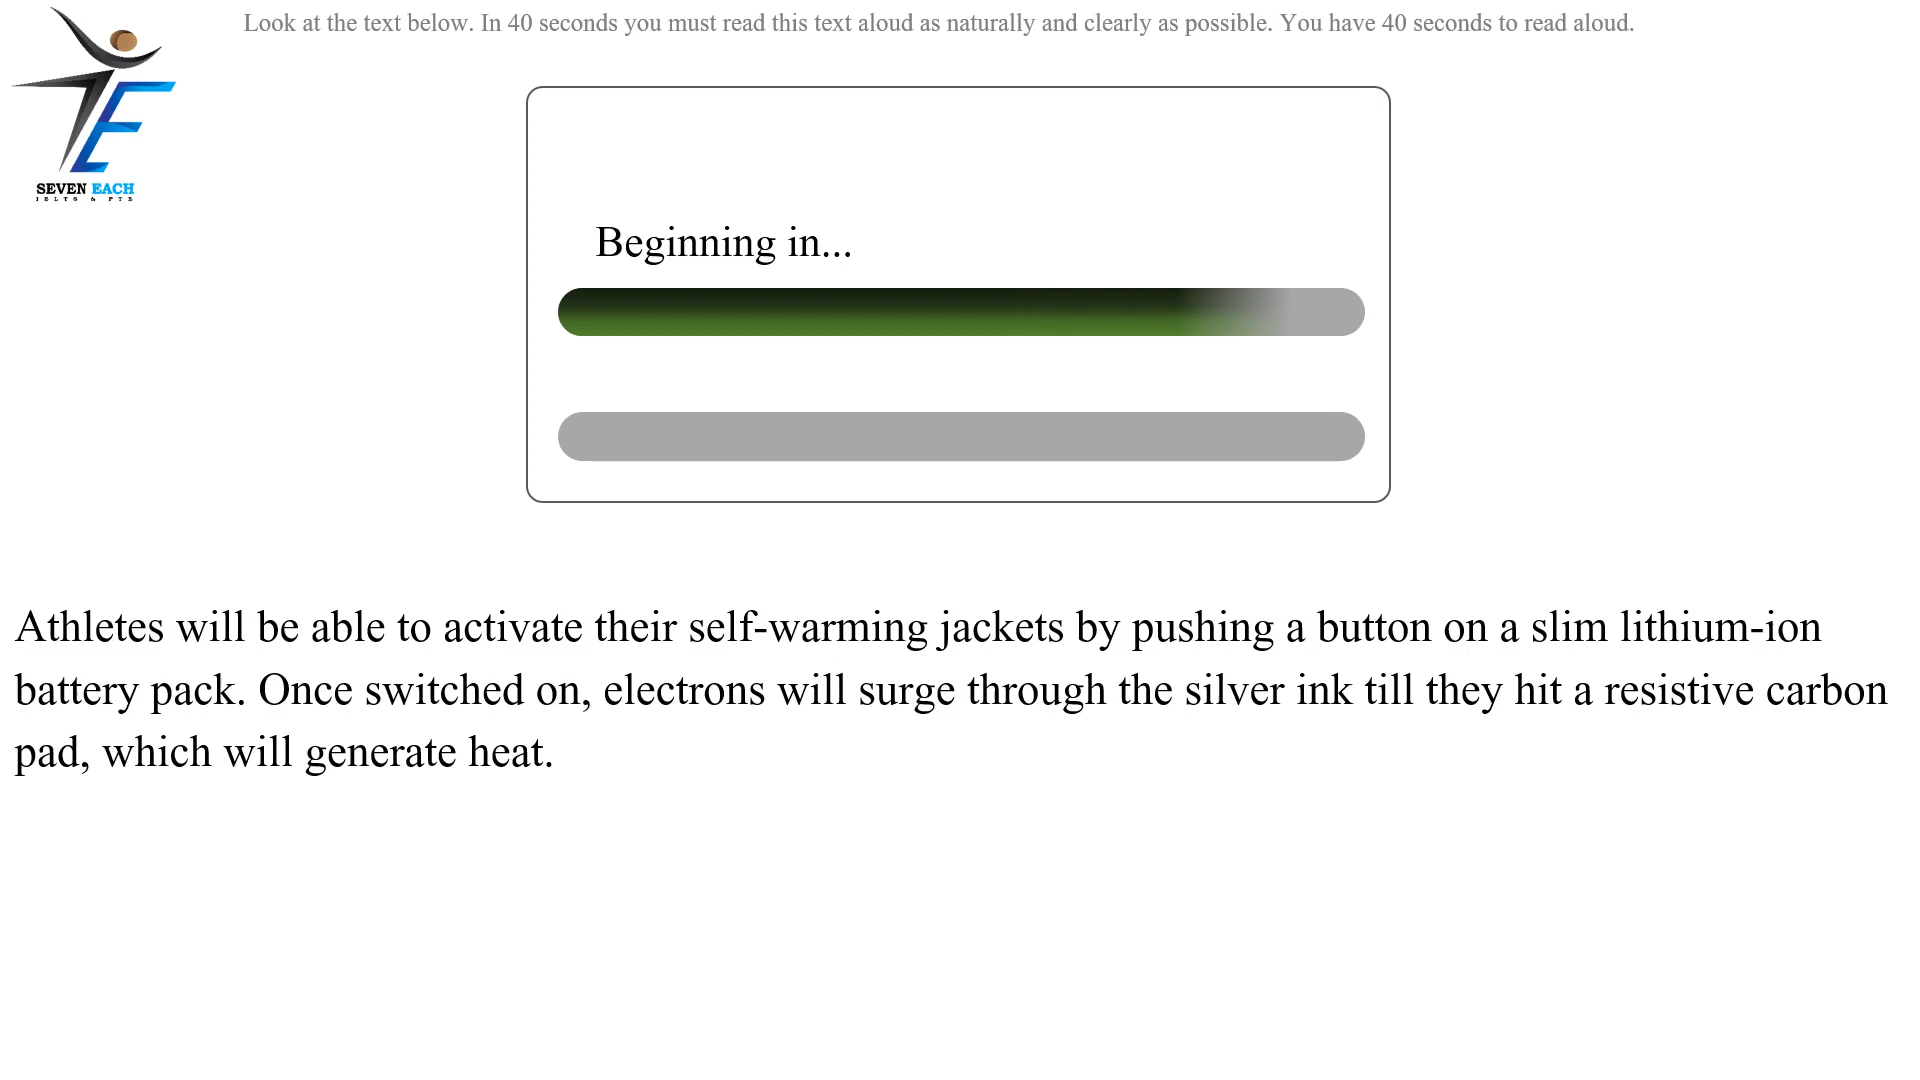 Look at the text below. In 40 seconds you must read this text aloud as naturally and clearly as possible. You have 40 seconds to read aloud.
SEVEN EACH
IELTS & PTE
Beginning in...
Athletes will be able to activate their self-warming jackets by pushing a button on a slim lithium-ion
battery pack. Once switched on, electrons will surge through the silver ink till they hit a resistive carbon
pad, which will generate heat.